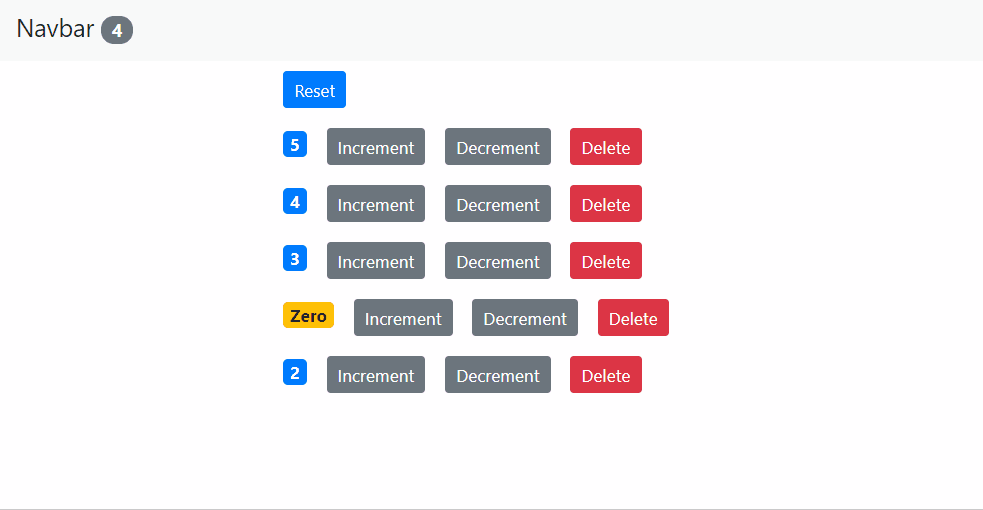 Navbar 4
Reset
5 Increment Decrement Delete
4 Increment Decrement Delete
3 Increment Decrement Delete
Zero Increment Decrement Delete
2 Increment Decrement Delete